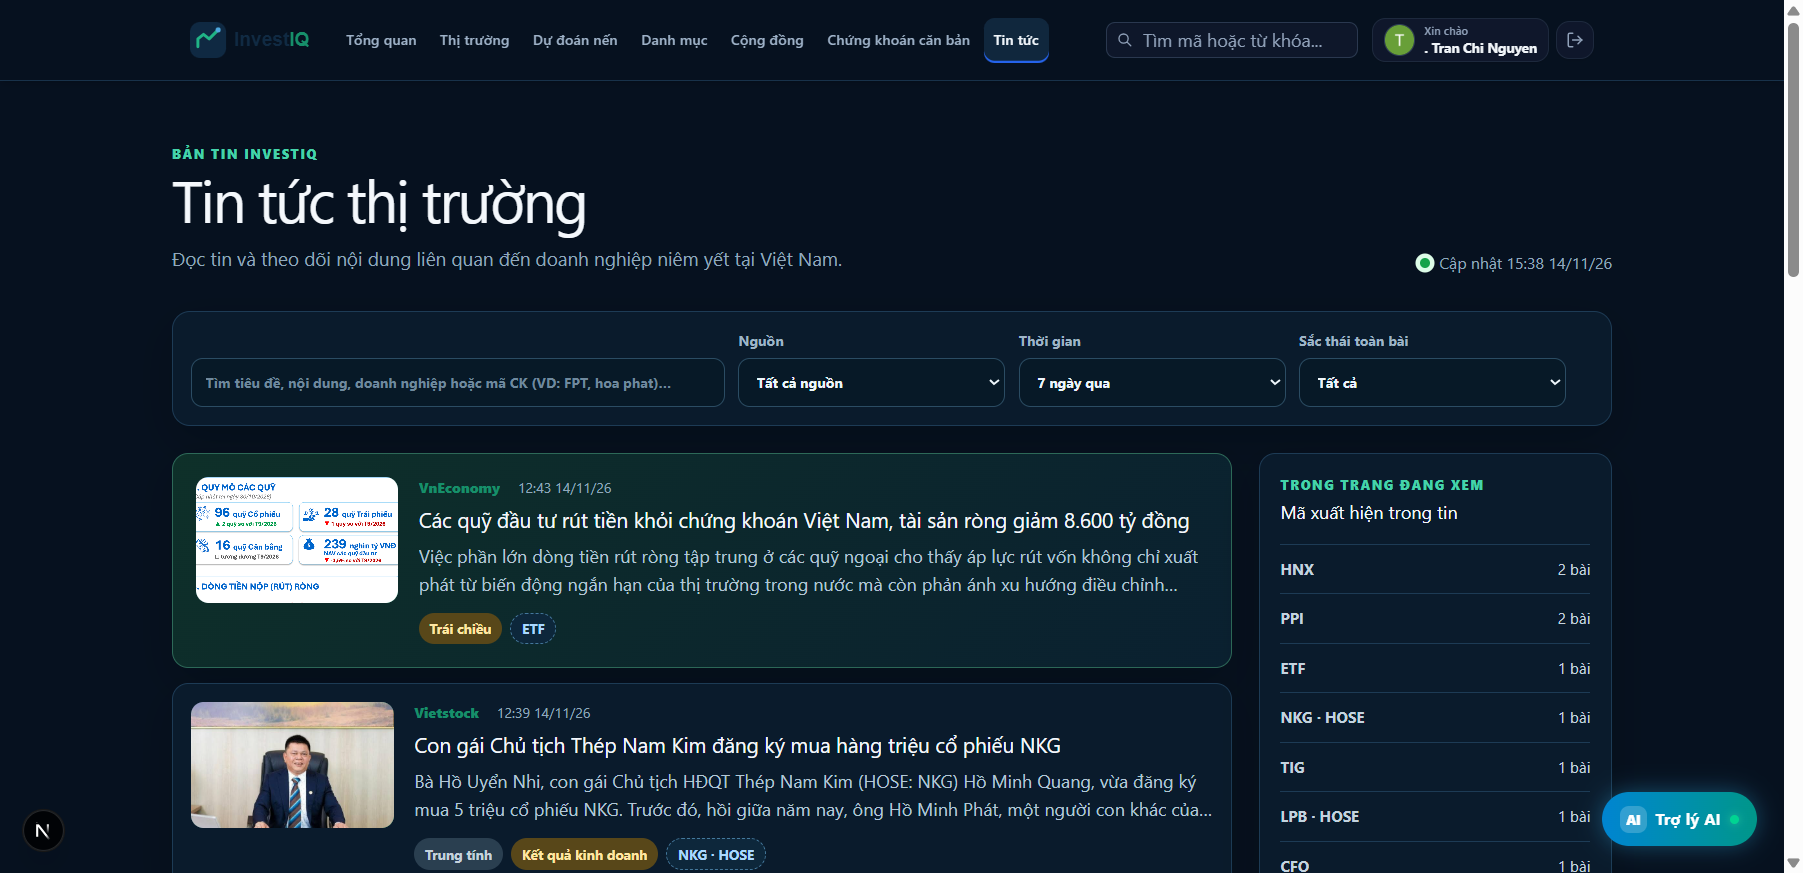 InvestIQ
Tổng quan
Thị trường
Dự đoán nến
Danh mục
Cộng đồng
Chứng khoán căn bản
Tin tức
Tìm mã hoặc từ khóa...
T
Xin chào
. Tran Chi Nguyen
BẢN TIN INVESTIQ
Tin tức thị trường
Đọc tin và theo dõi nội dung liên quan đến doanh nghiệp niêm yết tại Việt Nam.
Cập nhật 15:38 14/11/26
Tìm tiêu đề, nội dung, doanh nghiệp hoặc mã CK (VD: FPT, hoa phat)...
Nguồn
Tất cả nguồn
Thời gian
7 ngày qua
Sắc thái toàn bài
Tất cả
. QUY MÔ CÁC QUỸ
96 quỹ Cổ phiếu
28 quỹ Trái phiếu
16 quỹ Cân bằng
239 nghìn tỷ VNĐ
. DÒNG TIỀN NỘP (RÚT) RÒNG
VnEconomy
12:43 14/11/26
Các quỹ đầu tư rút tiền khỏi chứng khoán Việt Nam, tài sản ròng giảm 8.600 tỷ đồng
Việc phần lớn dòng tiền rút ròng tập trung ở các quỹ ngoại cho thấy áp lực rút vốn không chỉ xuất
phát từ biến động ngắn hạn của thị trường trong nước mà còn phản ánh xu hướng điều chỉnh...
Trái chiều
ETF
Vietstock
12:39 14/11/26
Con gái Chủ tịch Thép Nam Kim đăng ký mua hàng triệu cổ phiếu NKG
Bà Hồ Uyển Nhi, con gái Chủ tịch HĐQT Thép Nam Kim (HOSE: NKG) Hồ Minh Quang, vừa đăng ký
mua 5 triệu cổ phiếu NKG. Trước đó, hồi giữa năm nay, ông Hồ Minh Phát, một người con khác của...
Trung tính
Kết quả kinh doanh
NKG · HOSE
TRONG TRANG ĐANG XEM
Mã xuất hiện trong tin
HNX 2 bài
PPI 2 bài
ETF 1 bài
NKG · HOSE 1 bài
TIG 1 bài
LPB · HOSE 1 bài
CFO 1 bài
AI Trợ lý AI
N